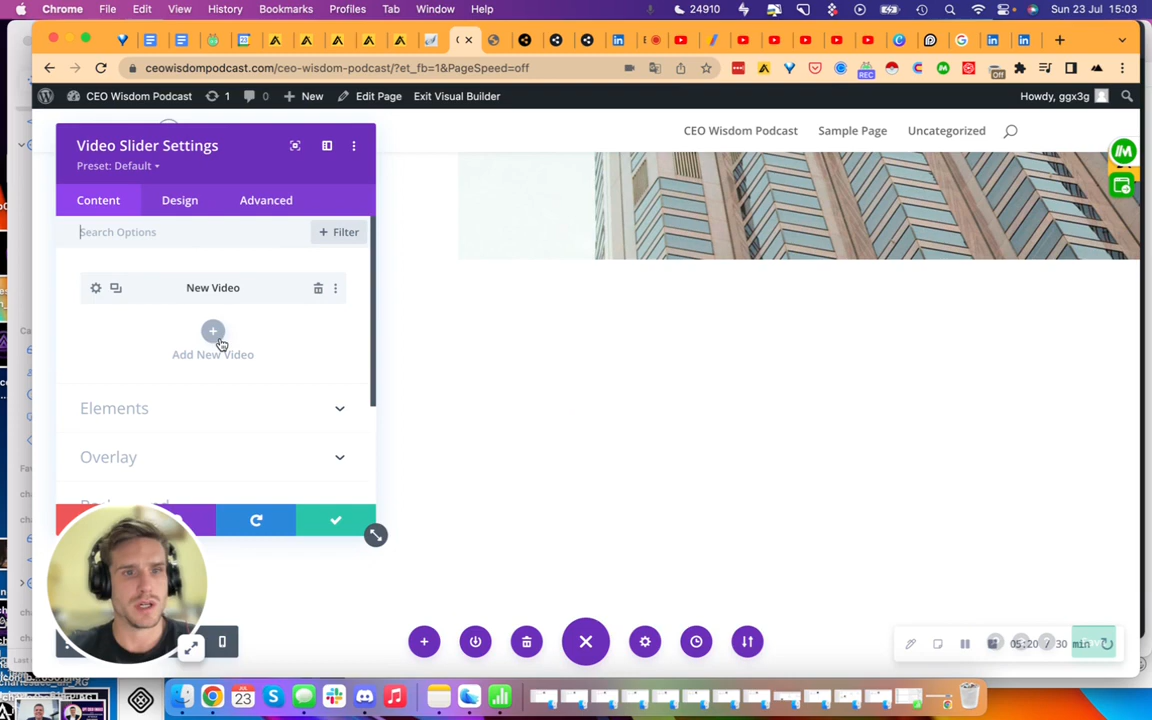 Chrome File Edit View History Bookmarks Profiles Tab Window Help 24910 Sun 23 Jul 15:03
ceowisdompodcast.com/ceo-wisdom-podcast/?et_fb=1&PageSpeed=off
CEO Wisdom Podcast 1 0 New Edit Page Exit Visual Builder Howdy, ggx3g
CEO Wisdom Podcast Sample Page Uncategorized
Video Slider Settings
Preset: Default
Content Design Advanced
Search Options + Filter
New Video
Add New Video
Elements
Overlay
05:20 / 30 min